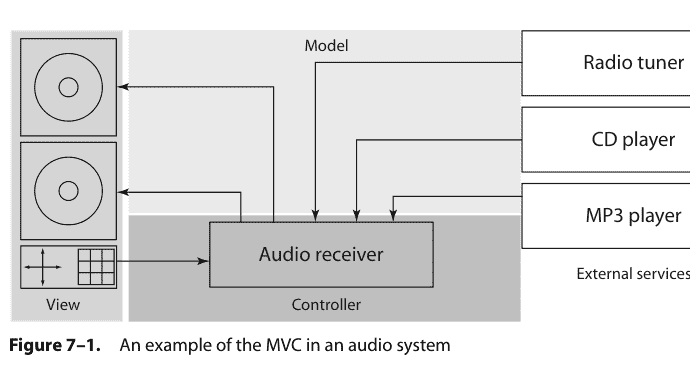 Model
Radio tuner
CD player
MP3 player
Audio receiver
External services
View
Controller
Figure 7–1. An example of the MVC in an audio system